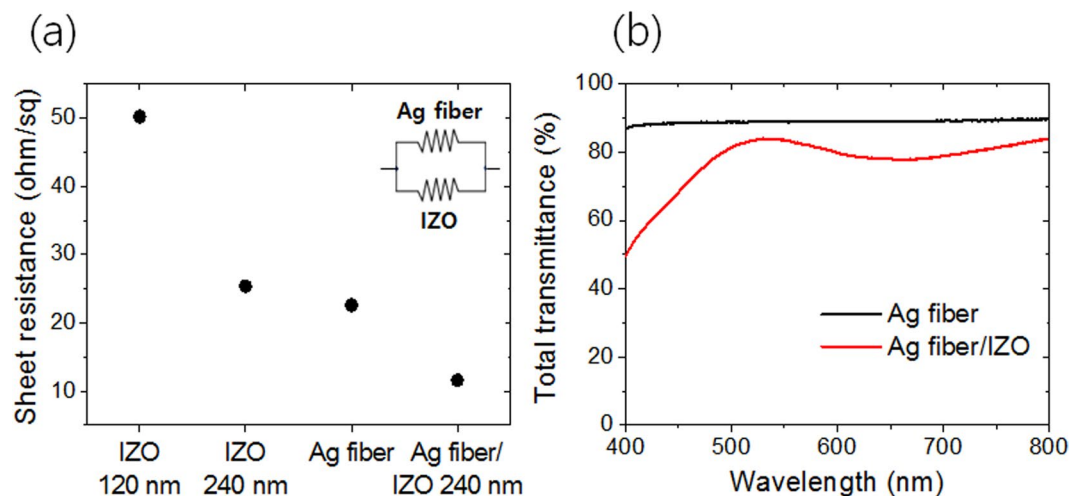 (a)
Sheet resistance (ohm/sq)
50
40
30
20
10
Ag fiber
IZO
IZO
120 nm
IZO
240 nm
Ag fiber
Ag fiber/
IZO 240 nm
(b)
Total transmittance (%)
100
80
60
40
20
0
Ag fiber
Ag fiber/IZO
400
500
600
700
800
Wavelength (nm)